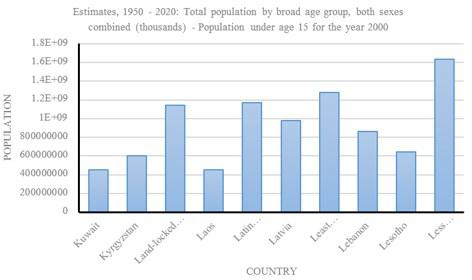 Estimates, 1950 - 2020: Total population by broad age group, both sexes
combined (thousands) - Population under age 15 for the year 2000
1.8E+09
1.6E+09
1.4E+09
1.2E+09
1E+09
800000000
600000000
400000000
200000000
0
POPULATION
Kuwait
Kyrgyzstan
Land-locked...
Laos
Latin...
Latvia
Least...
Lebanon
Lesotho
Less...
COUNTRY